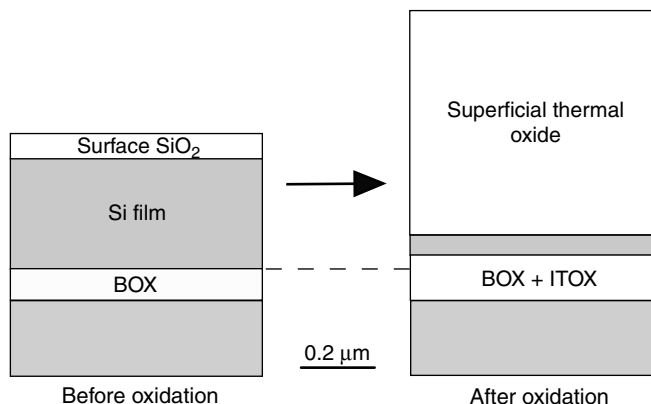 Surface SiO₂
Si film
BOX
Before oxidation
0.2 μm
Superficial thermal
oxide
BOX + ITOX
After oxidation